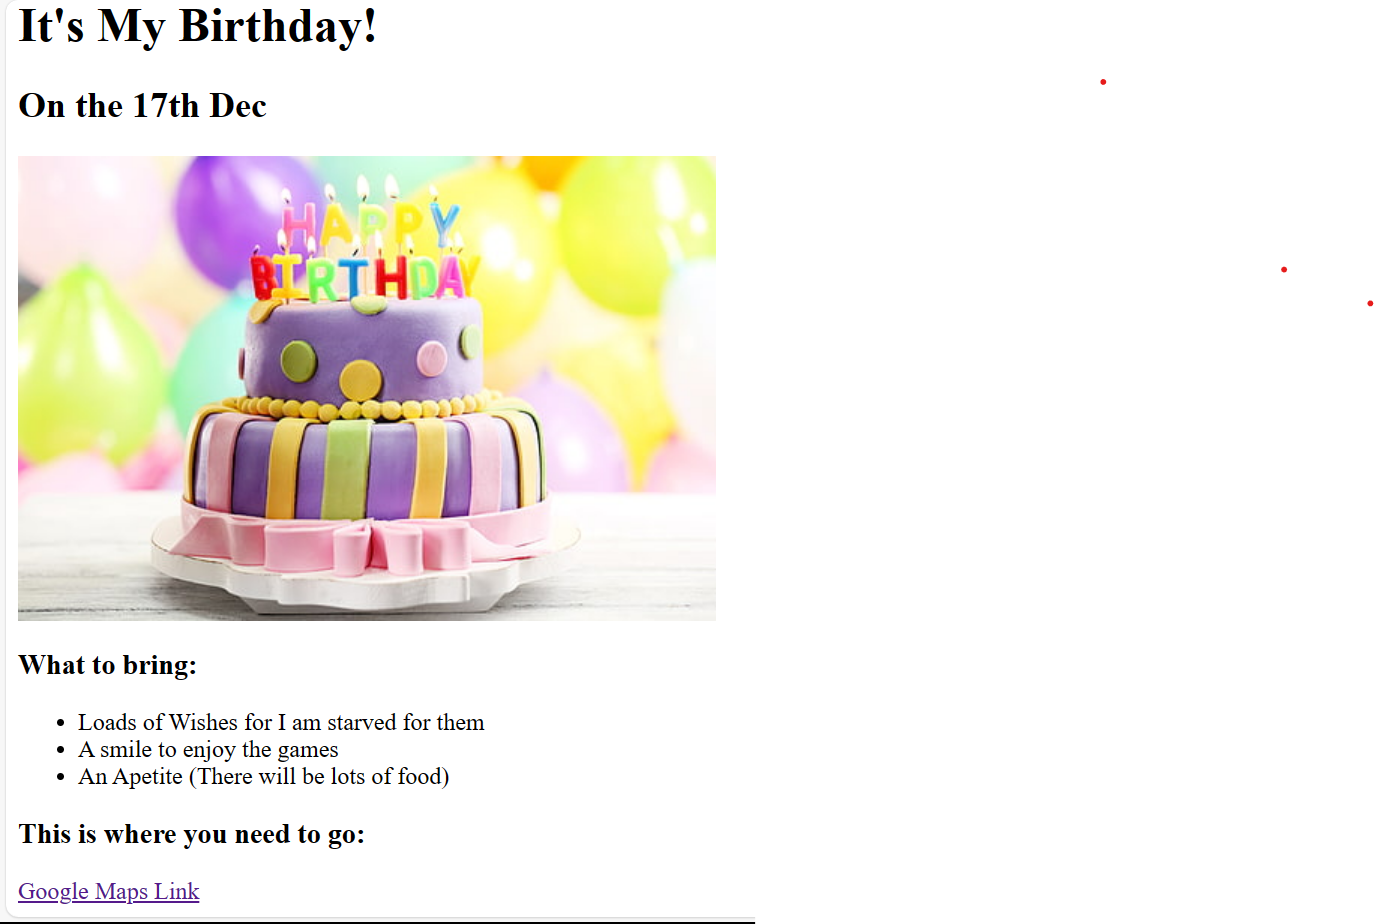 It's My Birthday!
On the 17th Dec
HAPPY
BIRTHDAY
What to bring:
Loads of Wishes for I am starved for them
A smile to enjoy the games
An Apetite (There will be lots of food)
This is where you need to go:
Google Maps Link